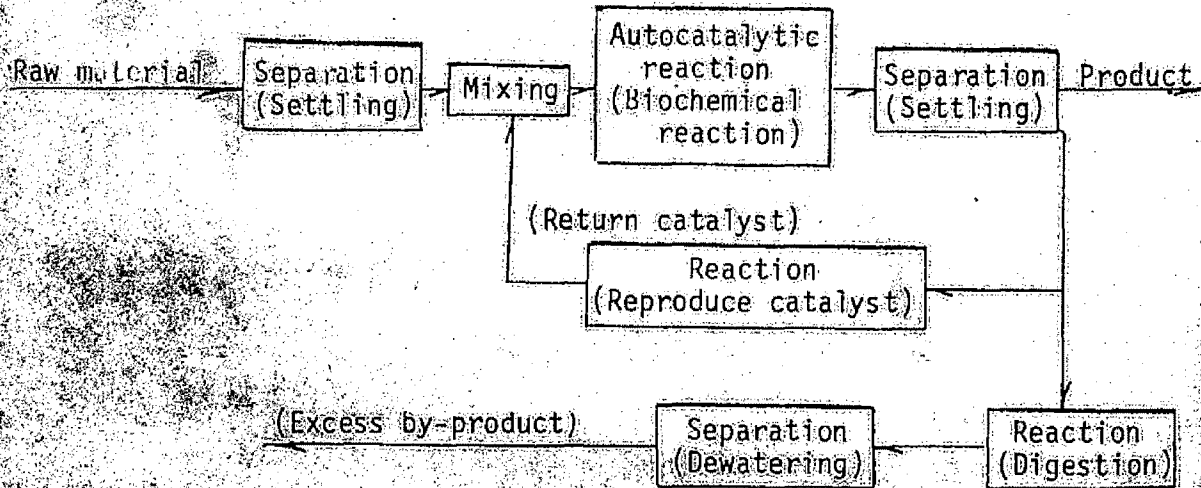 Raw material
Separation
(Settling)
Mixing
Autocatalytic
reaction
(Biochemical
reaction)
Separation
(Settling)
Product
(Return catalyst)
Reaction
(Reproduce catalyst)
(Excess by-product)
Separation
(Dewatering)
Reaction
(Digestion)